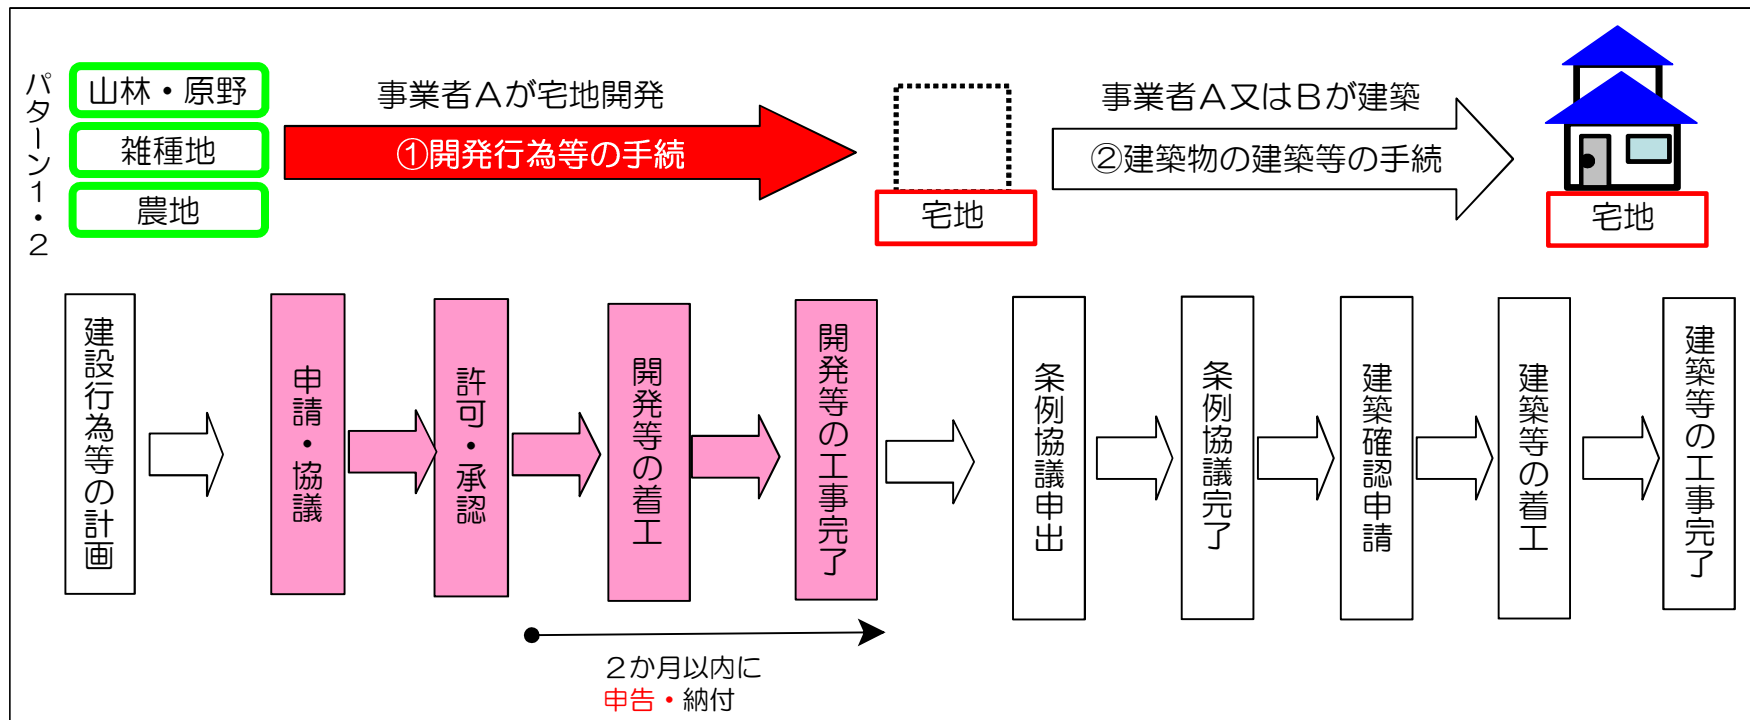 パターン１・２
山林・原野
雑種地
農地
事業者Ａが宅地開発
①開発行為等の手続
宅地
事業者Ａ又はＢが建築
②建築物の建築等の手続
宅地
建設行為等の計画
申請・協議
許可・承認
開発等の着工
開発等の工事完了
条例協議申出
条例協議完了
建築確認申請
建築等の着工
建築等の工事完了
２か月以内に
申告・納付